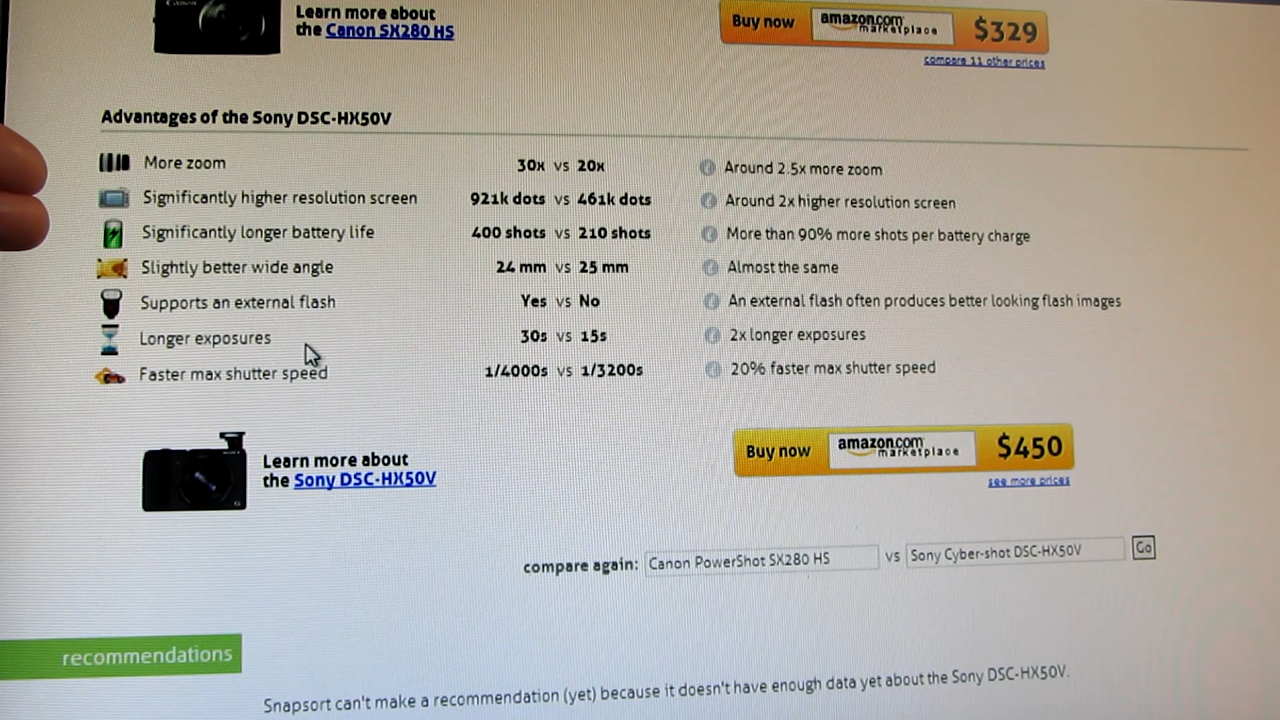 Canon
Learn more about
the Canon SX280 HS
Buy now amazon.com marketplace $329
compare 11 other prices
Advantages of the Sony DSC-HX50V
More zoom 30x vs 20x Around 2.5x more zoom
Significantly higher resolution screen 921k dots vs 461k dots Around 2x higher resolution screen
Significantly longer battery life 400 shots vs 210 shots More than 90% more shots per battery charge
Slightly better wide angle 24 mm vs 25 mm Almost the same
Supports an external flash Yes vs No An external flash often produces better looking flash images
Longer exposures 30s vs 15s 2x longer exposures
Faster max shutter speed 1/4000s vs 1/3200s 20% faster max shutter speed
Learn more about
the Sony DSC-HX50V
Buy now amazon.com marketplace $450
see more prices
compare again: Canon PowerShot SX280 HS vs Sony Cyber-shot DSC-HX50V Go
recommendations
Snapsort can't make a recommendation (yet) because it doesn't have enough data yet about the Sony DSC-HX50V.